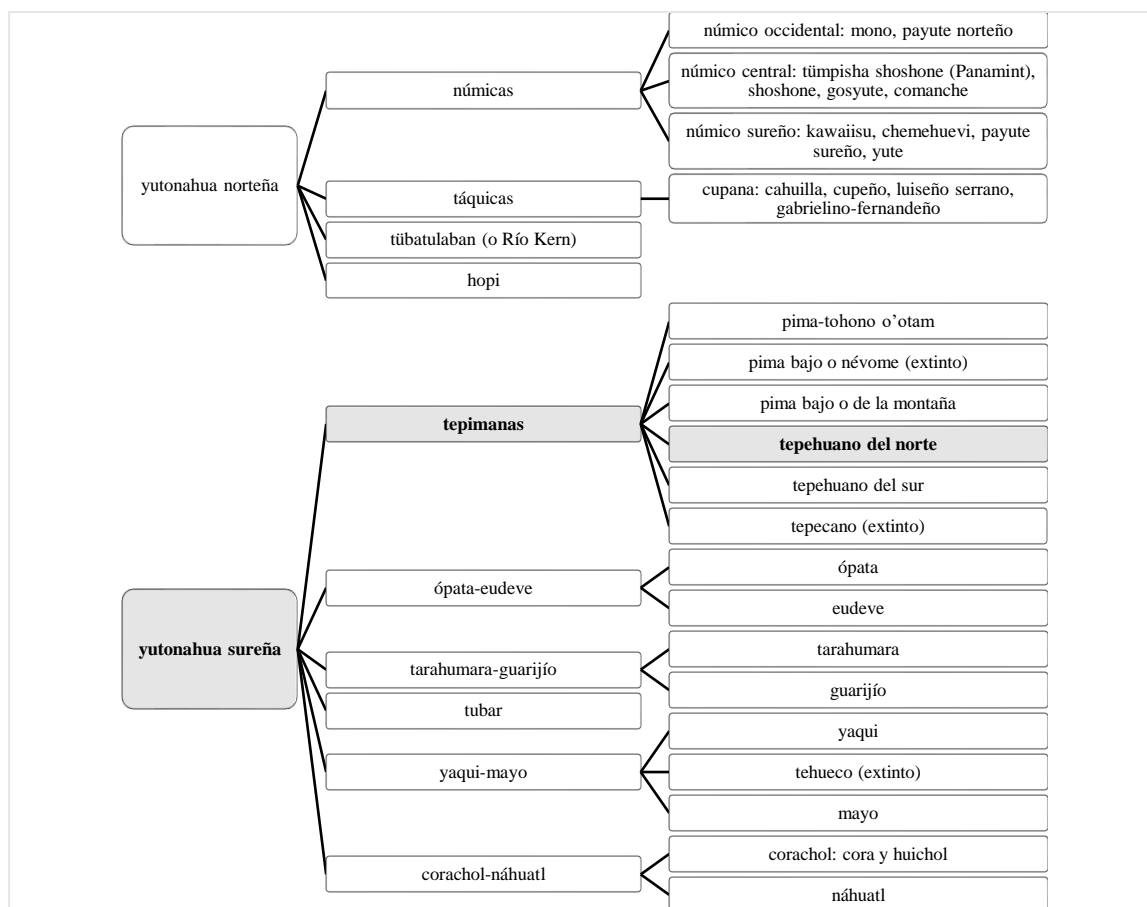 yutonahua norteña
númicas
númico occidental: mono, payute norteño
númico central: tümpisha shoshone (Panamint),
shoshone, gosyute, comanche
númico sureño: kawaiisu, chemehuevi, payute
sureño, yute
táquicas
cupana: cahuilla, cupeño, luiseño serrano,
gabrielino-fernandeño
tübatulaban (o Río Kern)
hopi
yutonahua sureña
tepimanas
pima-tohono o’otam
pima bajo o névome (extinto)
pima bajo o de la montaña
tepehuano del norte
tepehuano del sur
tepecano (extinto)
ópata-eudeve
ópata
eudeve
tarahumara-guarijío
tarahumara
guarijío
tubar
yaqui-mayo
yaqui
tehueco (extinto)
mayo
corachol-náhuatl
corachol: cora y huichol
náhuatl